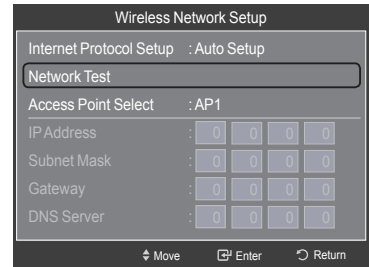 Wireless Network Setup
Internet Protocol Setup : Auto Setup
Network Test
Access Point Select : AP1
IP Address : 0 0 0 0
Subnet Mask : 0 0 0 0
Gateway : 0 0 0 0
DNS Server : 0 0 0 0
Move Enter Return